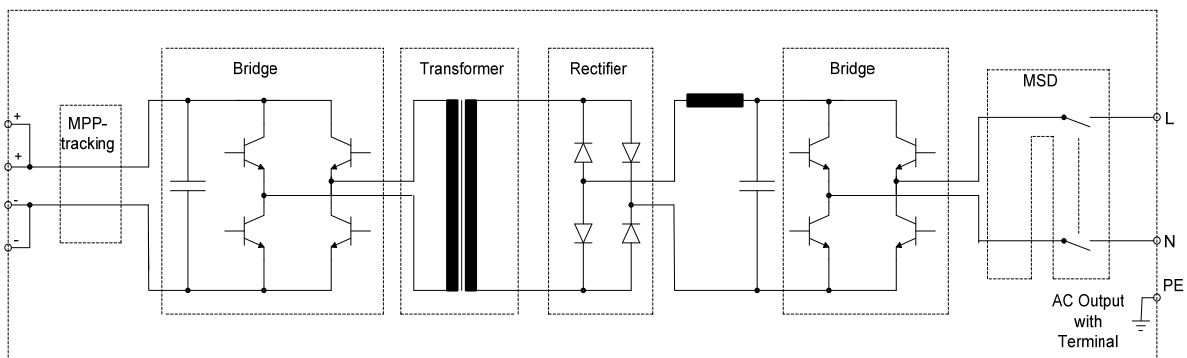 Bridge
Transformer
Rectifier
Bridge
MSD
+
+
-
-
MPP-
tracking
L
N
PE
AC Output
with
Terminal